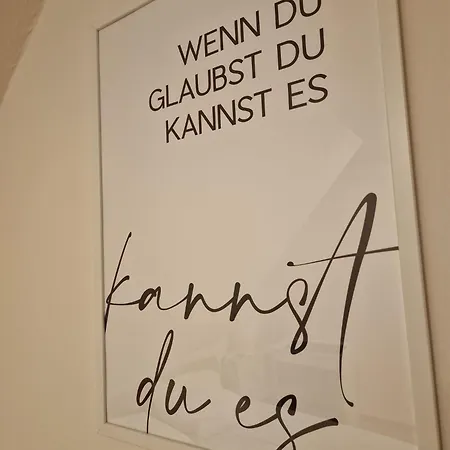 WENN DU
GLAUBST DU
KANNST ES
kannst
du es